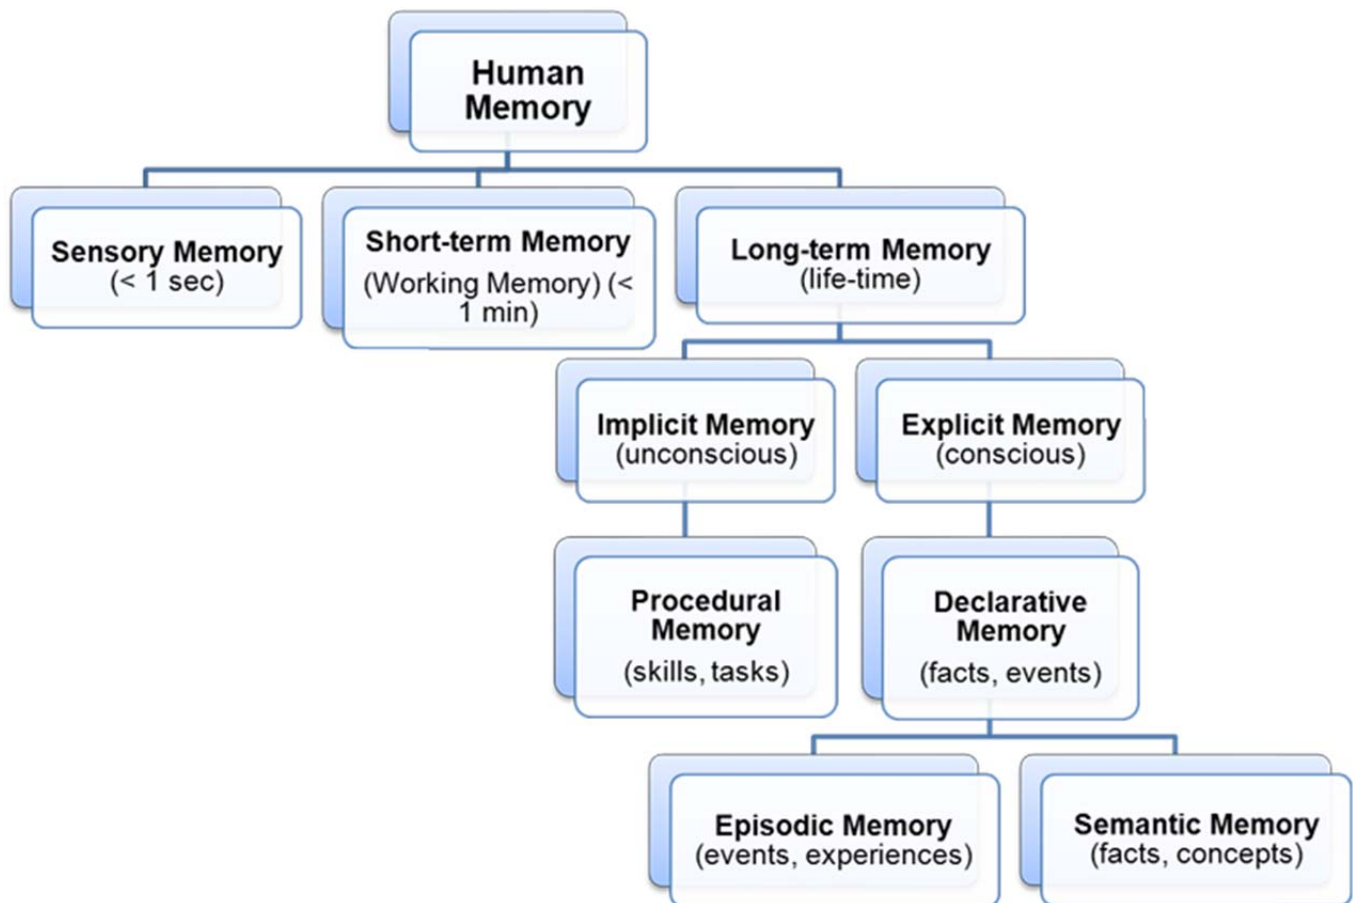 Human
Memory
Sensory Memory
(< 1 sec)
Short-term Memory
(Working Memory) (<
1 min)
Long-term Memory
(life-time)
Implicit Memory
(unconscious)
Explicit Memory
(conscious)
Procedural
Memory
(skills, tasks)
Declarative
Memory
(facts, events)
Episodic Memory
(events, experiences)
Semantic Memory
(facts, concepts)